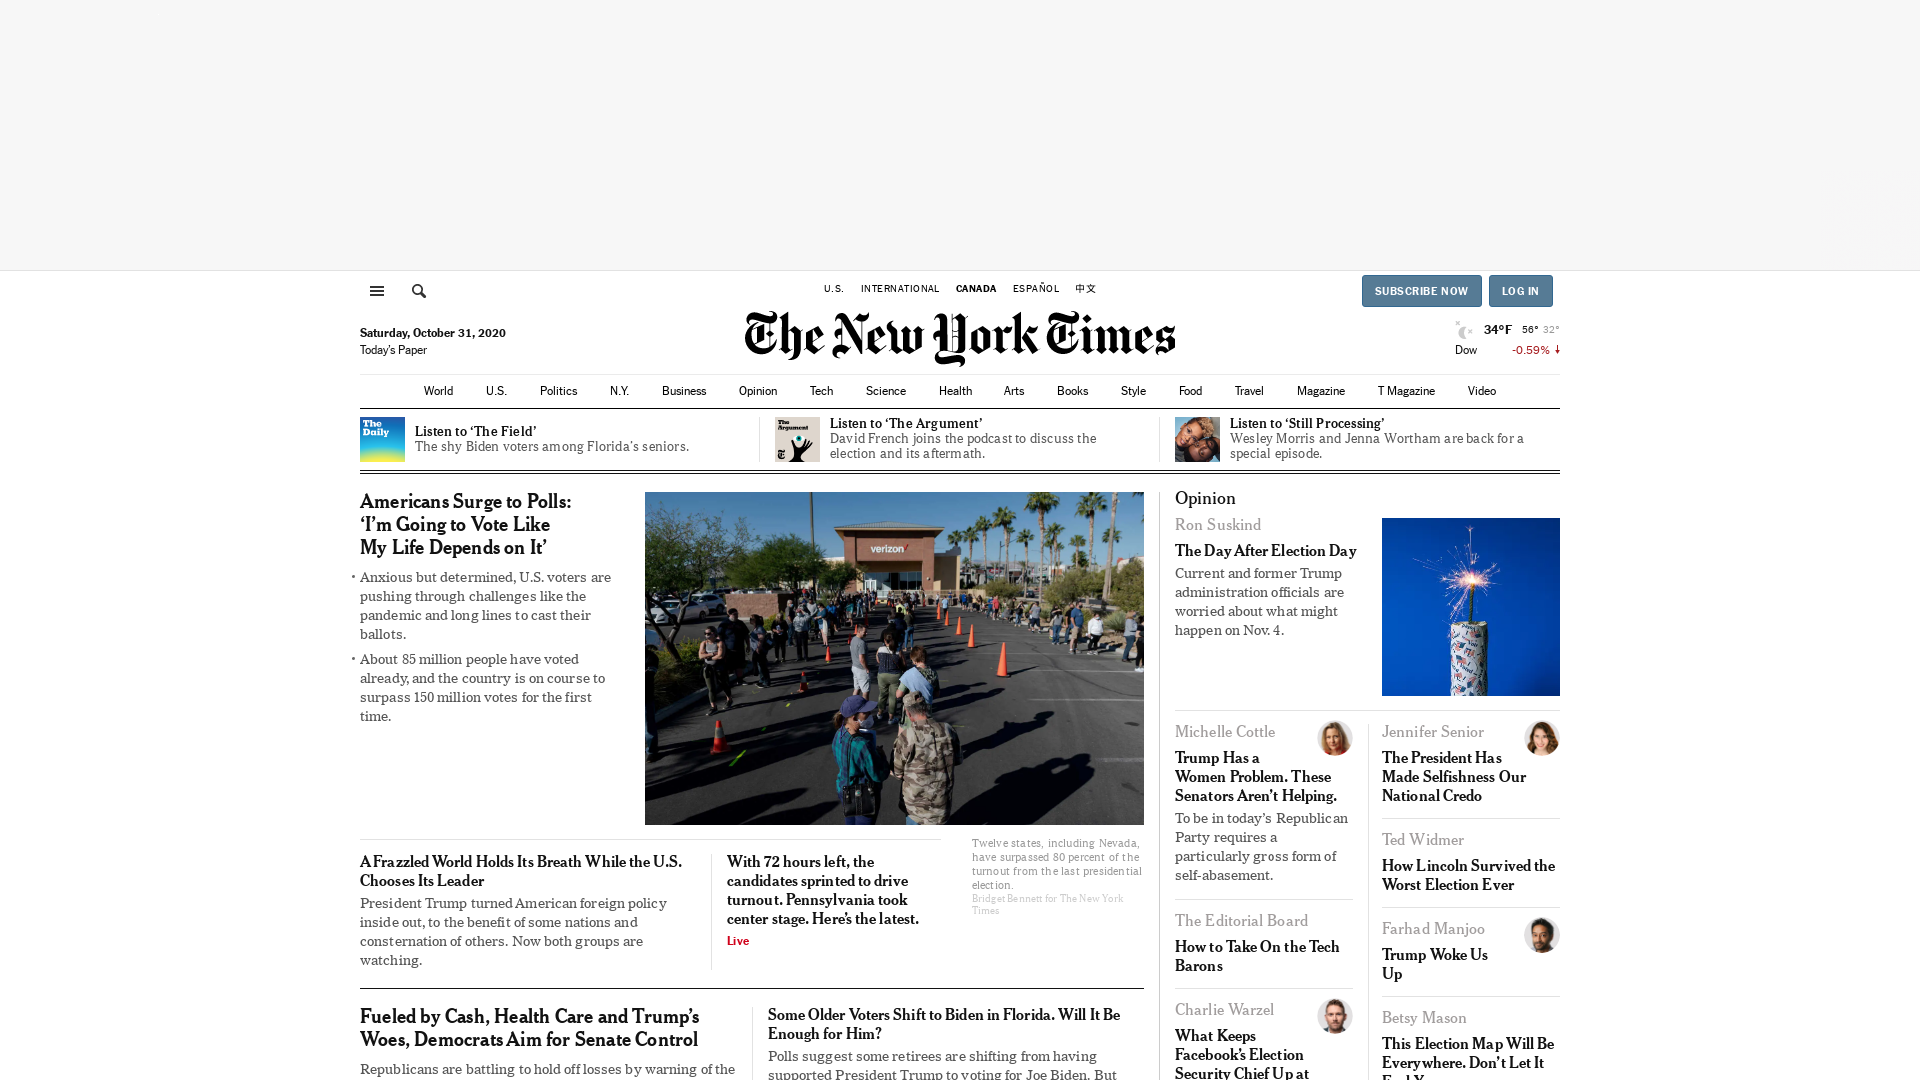 U.S.
INTERNATIONAL
CANADA
ESPAÑOL
中文
SUBSCRIBE NOW
LOG IN
Saturday, October 31, 2020
Today's Paper
The New York Times
34°F 56° 32°
Dow -0.59% ↓
World
U.S.
Politics
N.Y.
Business
Opinion
Tech
Science
Health
Arts
Books
Style
Food
Travel
Magazine
T Magazine
Video
The
Daily
Listen to ‘The Field’
The shy Biden voters among Florida’s seniors.
The
Argument
Listen to ‘The Argument’
David French joins the podcast to discuss the
election and its aftermath.
Listen to ‘Still Processing’
Wesley Morris and Jenna Wortham are back for a
special episode.
Americans Surge to Polls:
‘I’m Going to Vote Like
My Life Depends on It’
• Anxious but determined, U.S. voters are
pushing through challenges like the
pandemic and long lines to cast their
ballots.
• About 85 million people have voted
already, and the country is on course to
surpass 150 million votes for the first
time.
verizon
Twelve states, including Nevada,
have surpassed 80 percent of the
turnout from the last presidential
election.
Bridget Bennett for The New York
Times
A Frazzled World Holds Its Breath While the U.S.
Chooses Its Leader
President Trump turned American foreign policy
inside out, to the benefit of some nations and
consternation of others. Now both groups are
watching.
With 72 hours left, the
candidates sprinted to drive
turnout. Pennsylvania took
center stage. Here’s the latest.
Live
Fueled by Cash, Health Care and Trump’s
Woes, Democrats Aim for Senate Control
Republicans are battling to hold off losses by warning of the
Some Older Voters Shift to Biden in Florida. Will It Be
Enough for Him?
Polls suggest some retirees are shifting from having
supported President Trump to voting for Joe Biden. But
Opinion
Ron Suskind
The Day After Election Day
Current and former Trump
administration officials are
worried about what might
happen on Nov. 4.
Michelle Cottle
Trump Has a
Women Problem. These
Senators Aren’t Helping.
To be in today’s Republican
Party requires a
particularly gross form of
self-abasement.
The Editorial Board
How to Take On the Tech
Barons
Charlie Warzel
What Keeps
Facebook’s Election
Security Chief Up at
Jennifer Senior
The President Has
Made Selfishness Our
National Credo
Ted Widmer
How Lincoln Survived the
Worst Election Ever
Farhad Manjoo
Trump Woke Us
Up
Betsy Mason
This Election Map Will Be
Everywhere. Don’t Let It